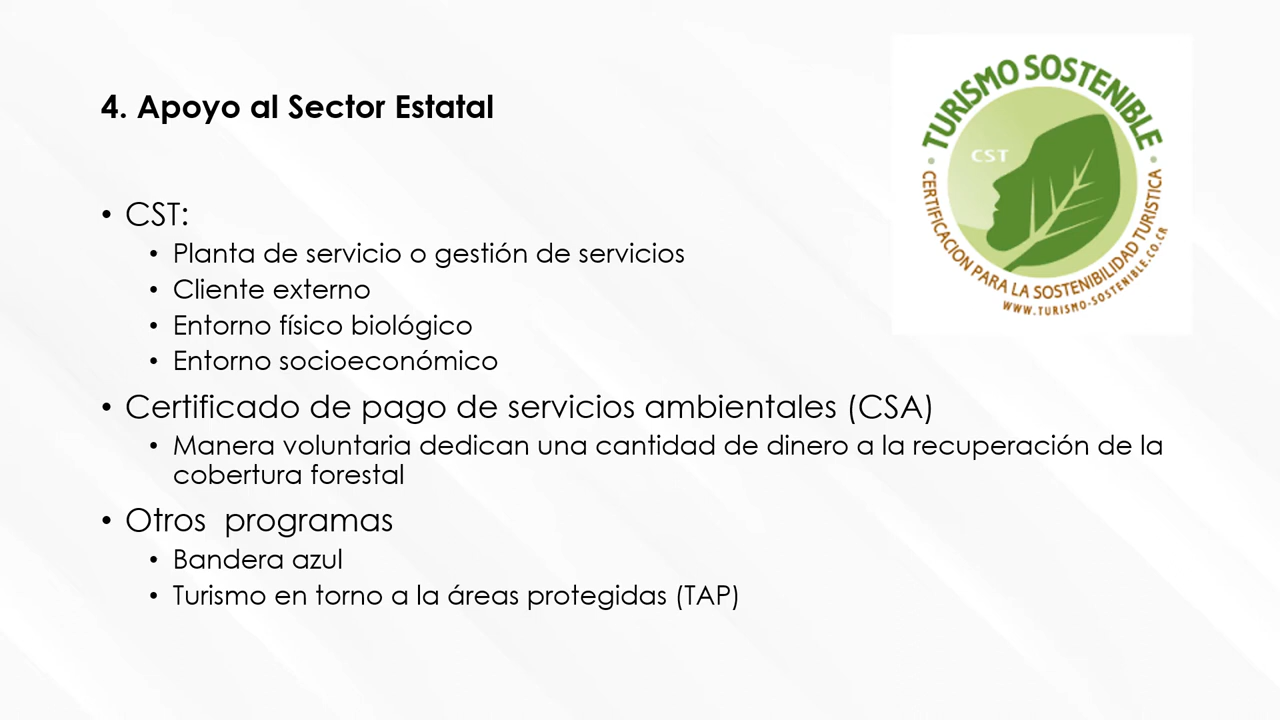 4. Apoyo al Sector Estatal
TURISMO SOSTENIBLE
CST
CERTIFICACION PARA LA SOSTENIBILIDAD TURISTICA
WWW.TURISMO-SOSTENIBLE.CO.CR
• CST:
• Planta de servicio o gestión de servicios
• Cliente externo
• Entorno físico biológico
• Entorno socioeconómico
• Certificado de pago de servicios ambientales (CSA)
• Manera voluntaria dedican una cantidad de dinero a la recuperación de la
cobertura forestal
• Otros  programas
• Bandera azul
• Turismo en torno a la áreas protegidas (TAP)